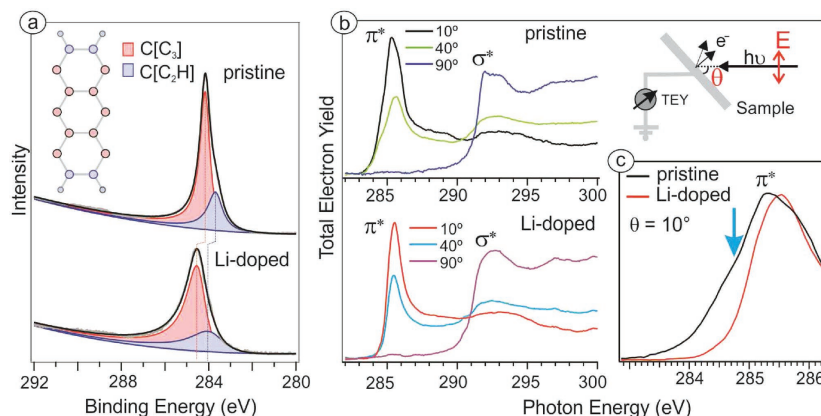 a
C[C₃]
C[C₂H]
pristine
Li-doped
Intensity
292 288 284 280
Binding Energy (eV)
b
π*
10º
40º
90º
pristine
σ*
285 290 295 300
Li-doped
π*
10º
40º
90º
σ*
285 290 295 300
Total Electron Yield
Photon Energy (eV)
e⁻
hυ
E
θ
TEY
Sample
c
pristine
Li-doped
π*
θ = 10°
284 285 286